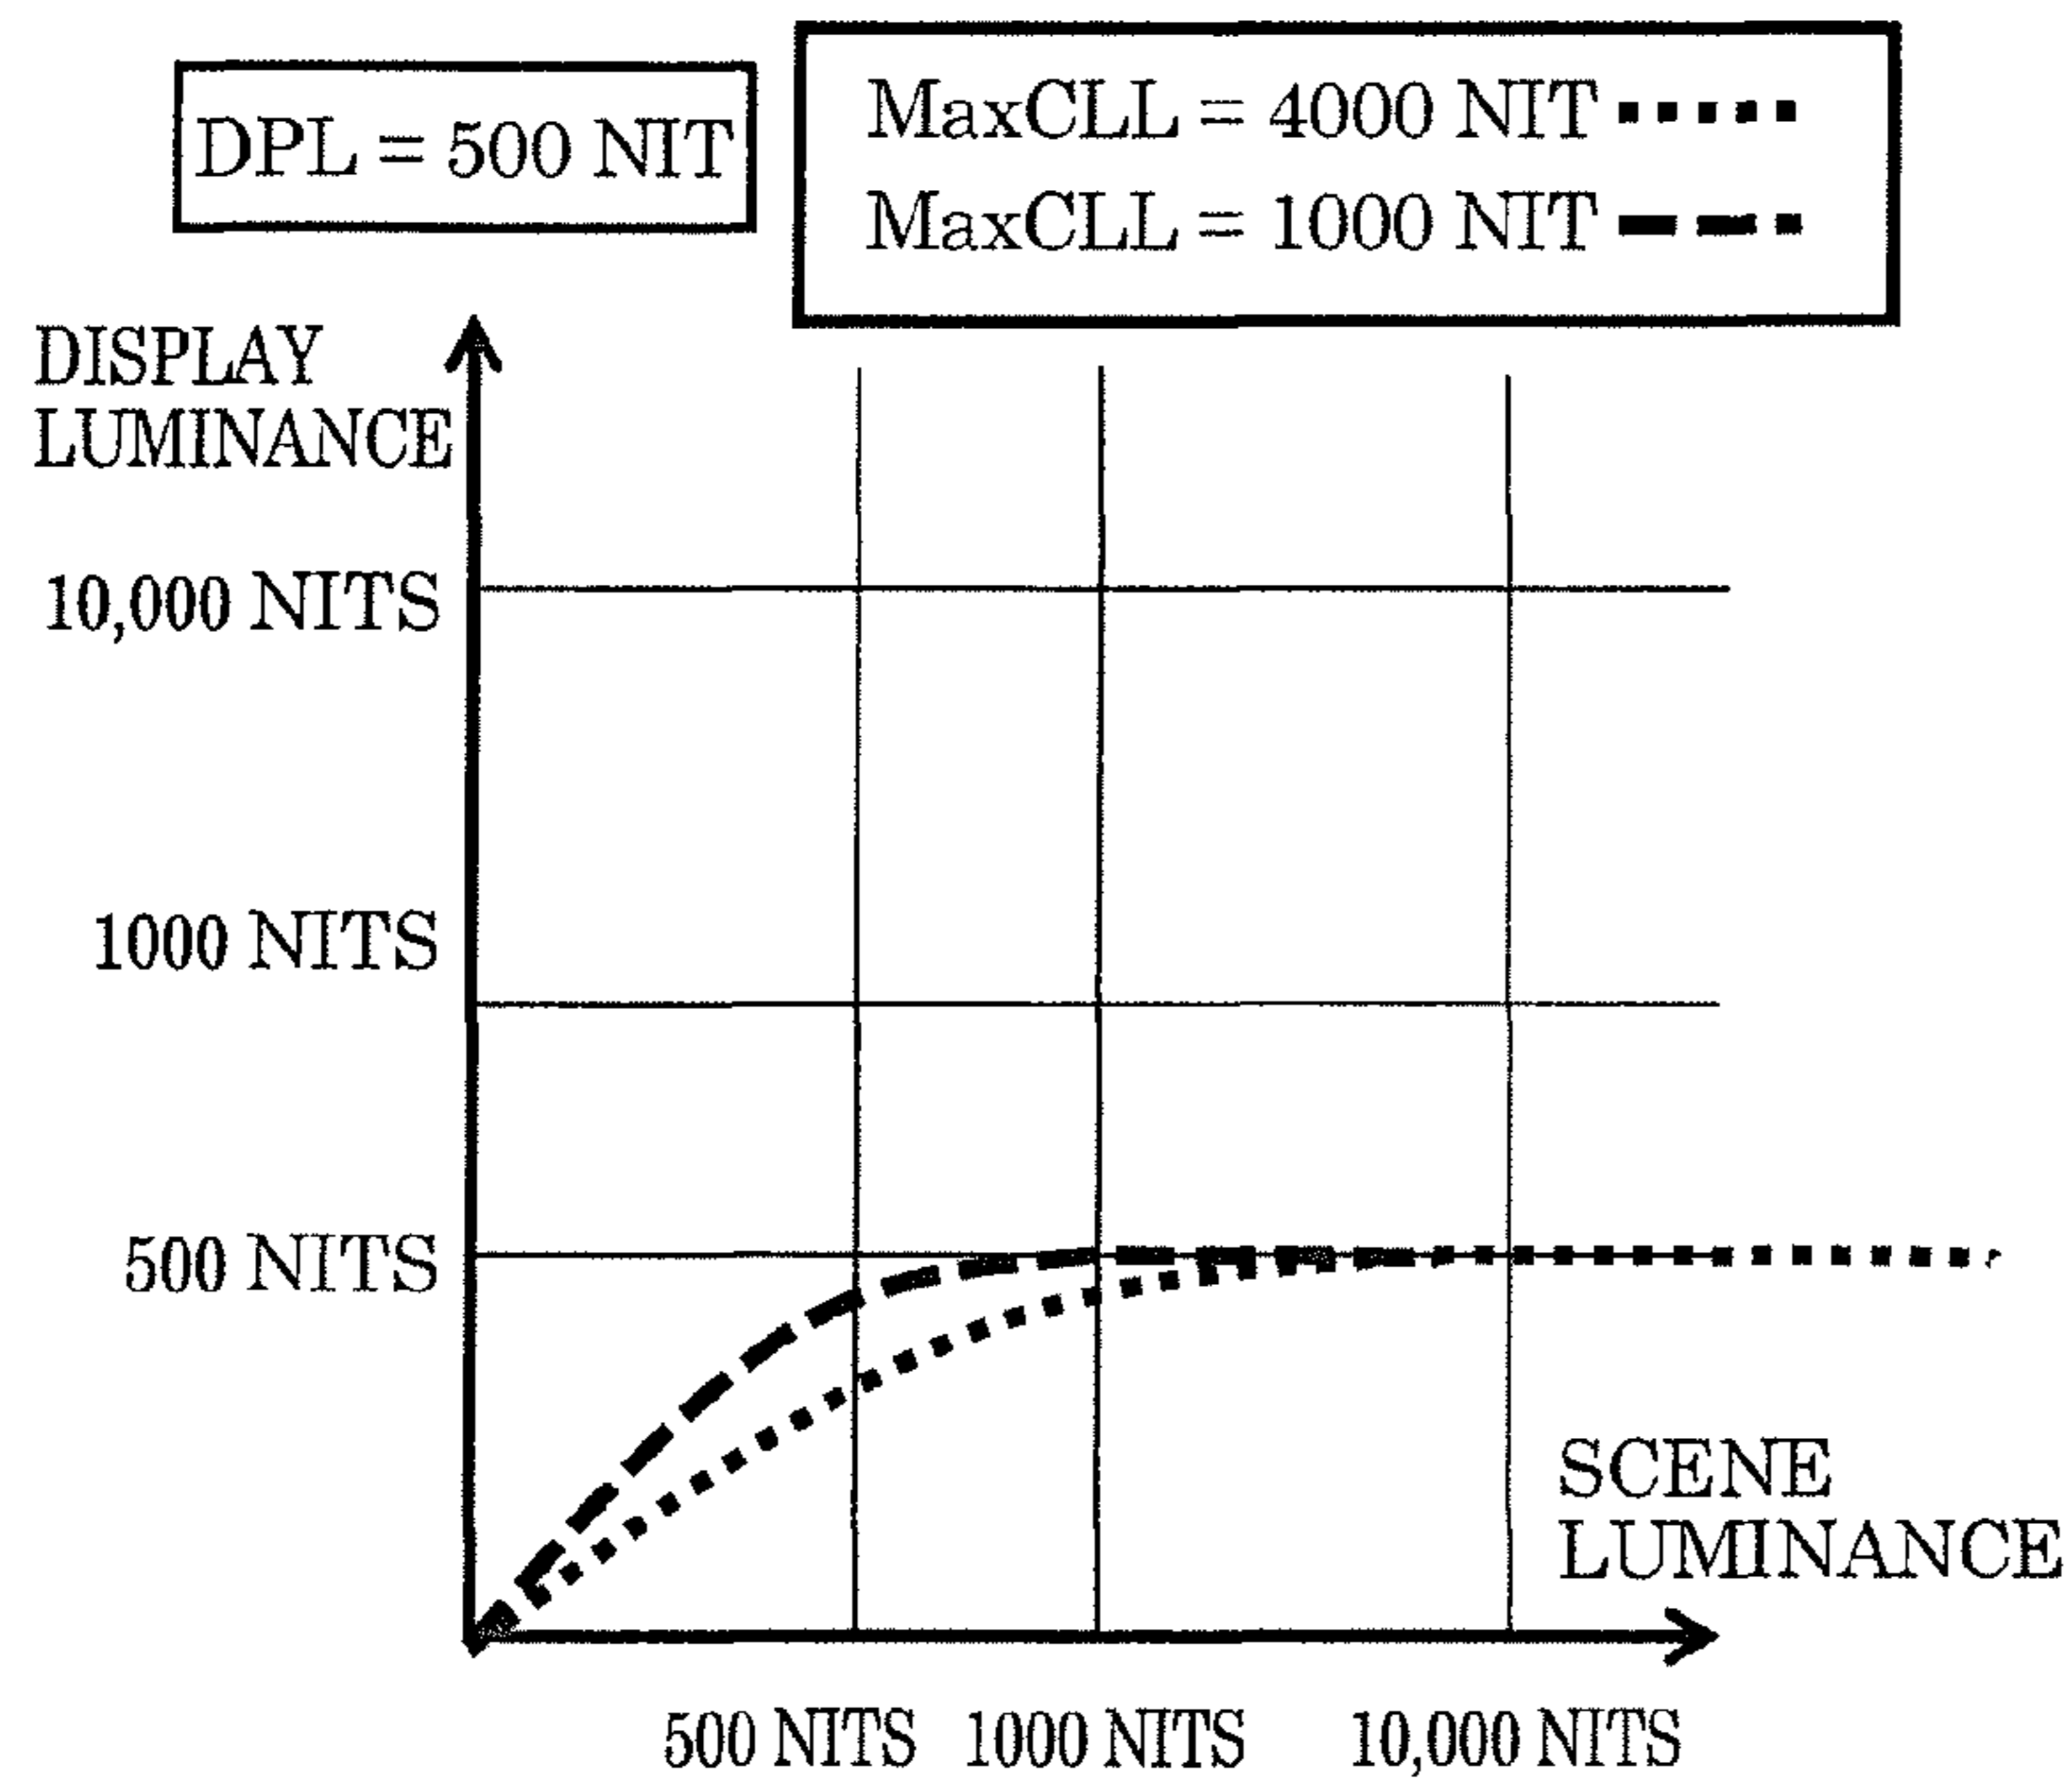 DPL = 500 NIT
MaxCLL = 4000 NIT
MaxCLL = 1000 NIT
DISPLAY
LUMINANCE
10,000 NITS
1000 NITS
500 NITS
SCENE
LUMINANCE
500 NITS
1000 NITS
10,000 NITS